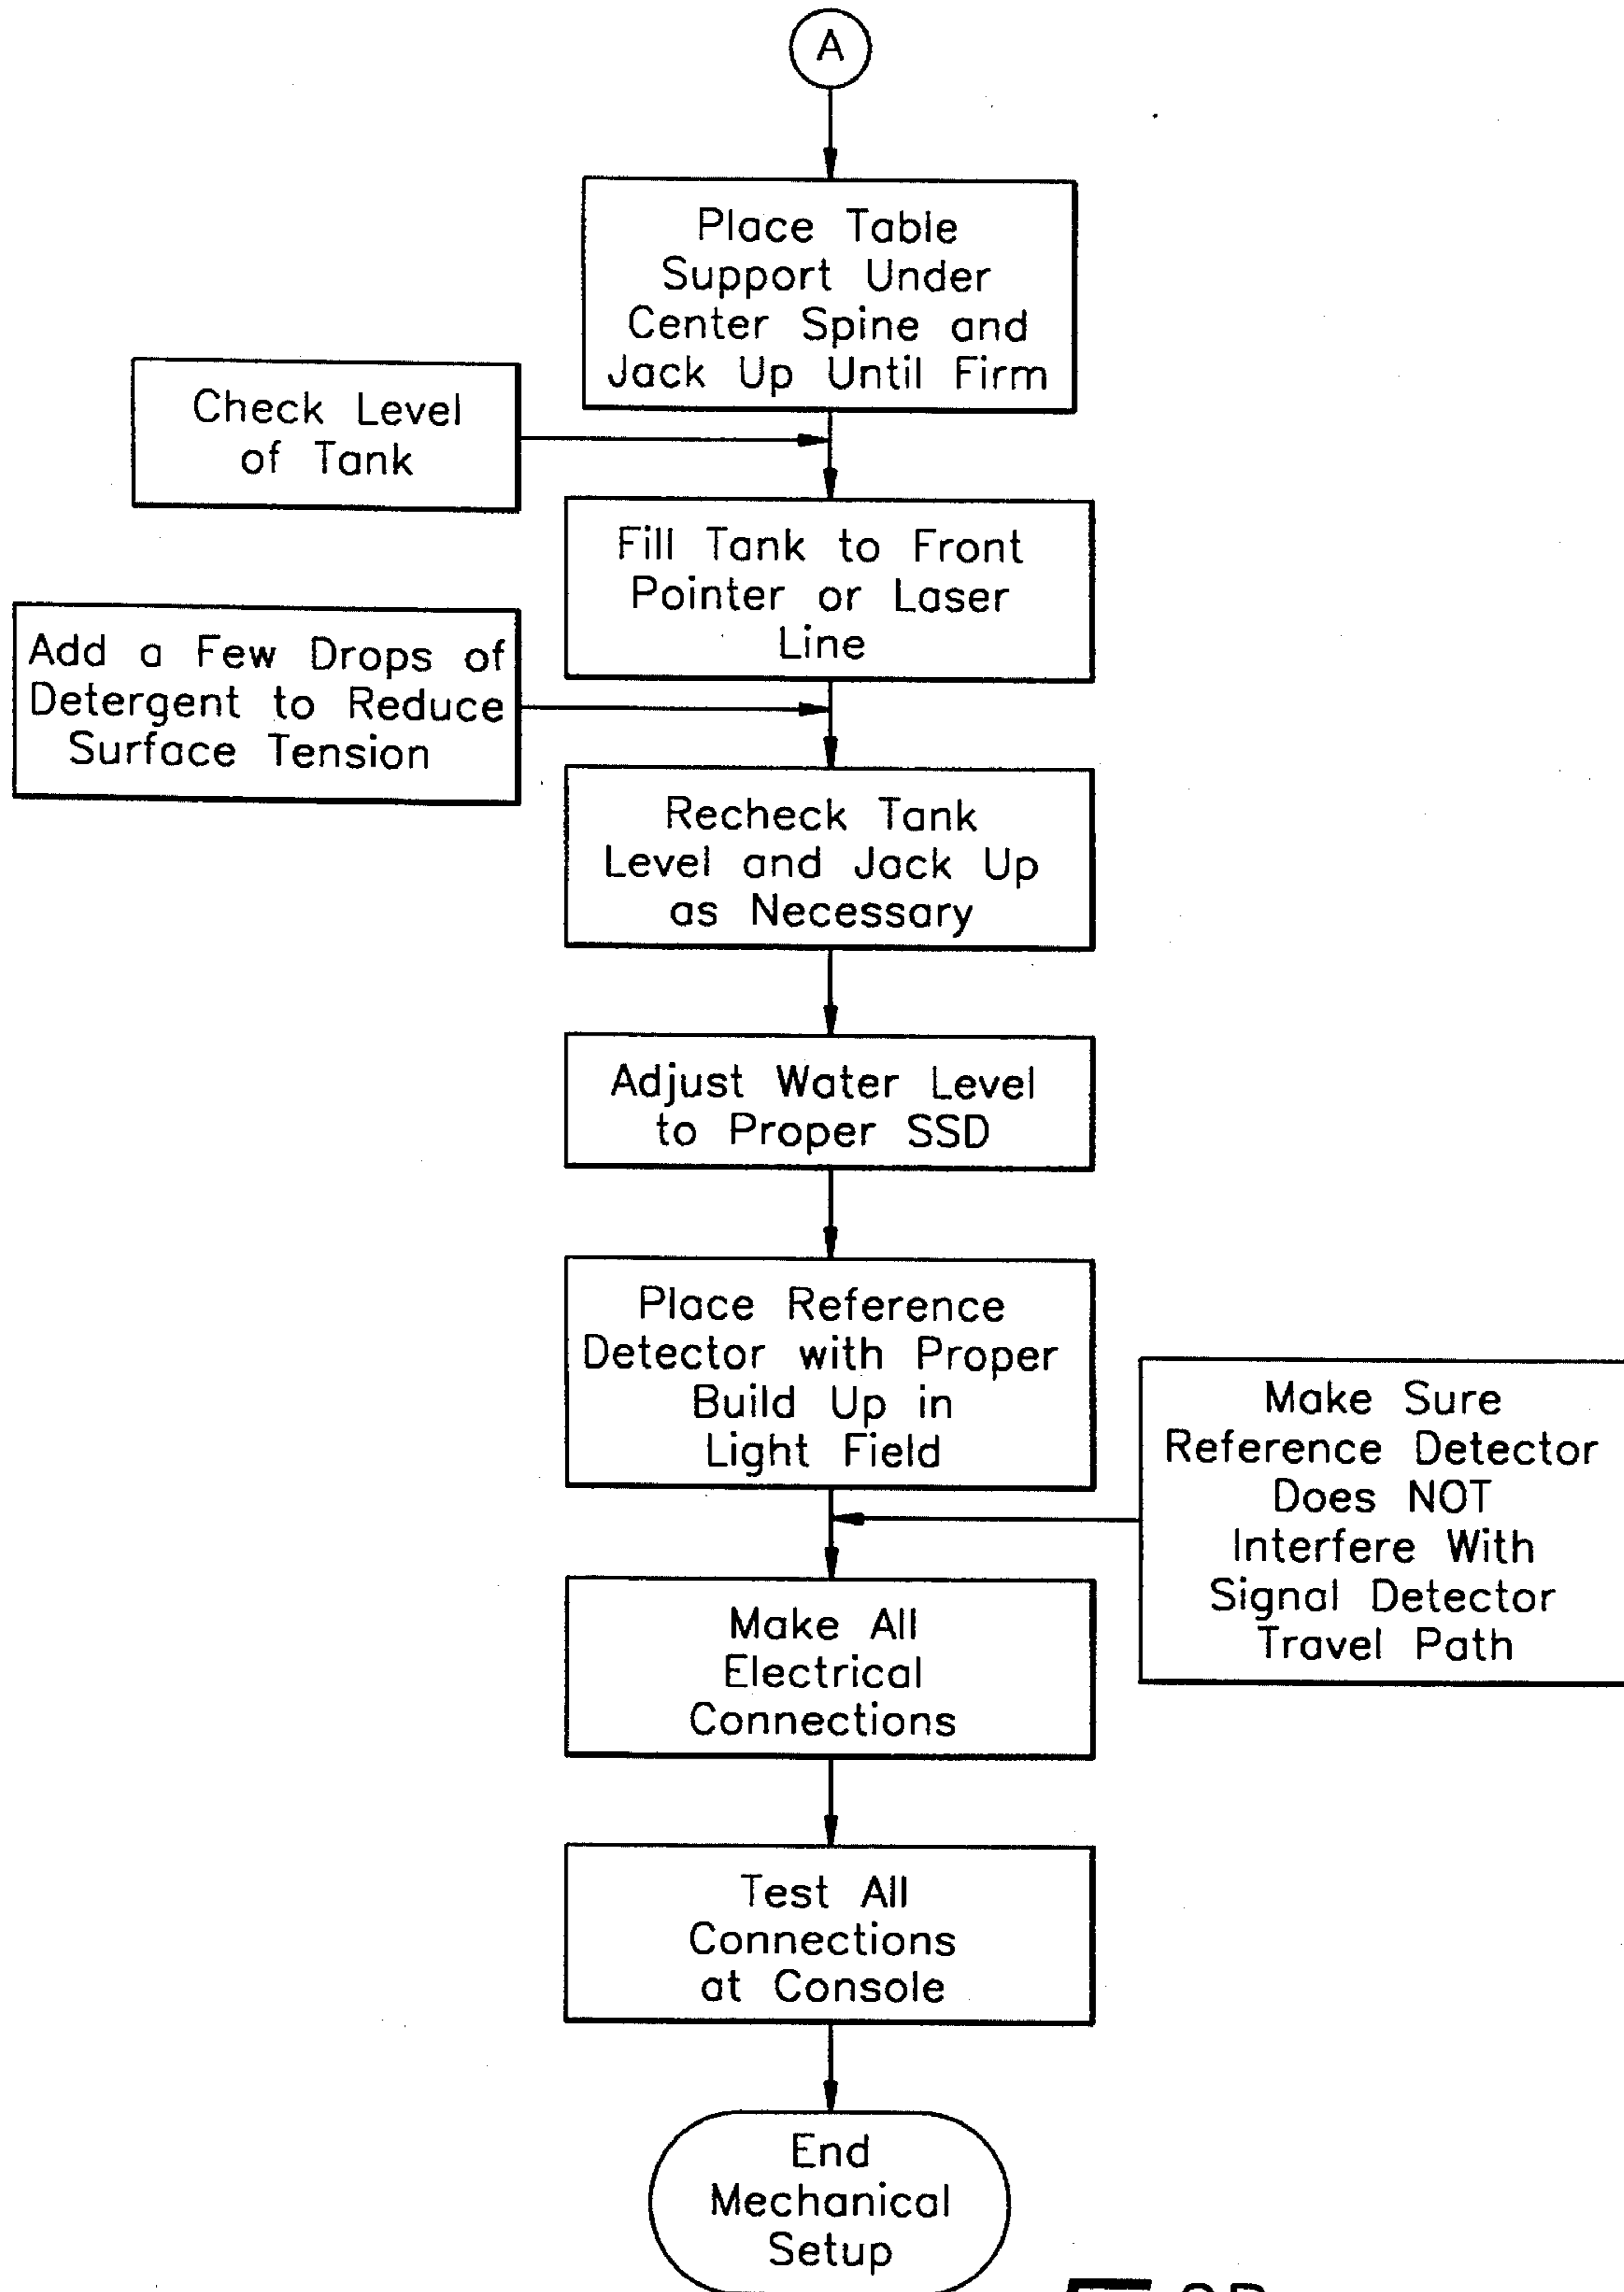 A
Place Table
Support Under
Center Spine and
Jack Up Until Firm
Check Level
of Tank
Fill Tank to Front
Pointer or Laser
Line
Add a Few Drops of
Detergent to Reduce
Surface Tension
Recheck Tank
Level and Jack Up
as Necessary
Adjust Water Level
to Proper SSD
Place Reference
Detector with Proper
Build Up in
Light Field
Make Sure
Reference Detector
Does NOT
Interfere With
Signal Detector
Travel Path
Make All
Electrical
Connections
Test All
Connections
at Console
End
Mechanical
Setup